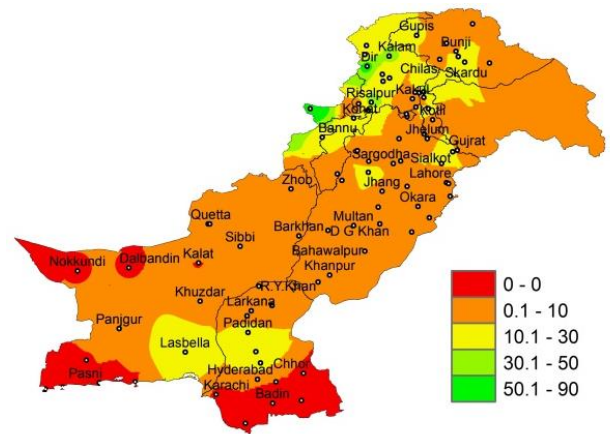 Gupis
Bunji
Kalam
Dir
Chilas
Skardu
Risalpur
Kakul
Kohat
Kotli
Bannu
Jhelum
Gujrat
Sargodha
Sialkot
Zhob
Jhang
Lahore
Okara
Quetta
Multan
Barkhan
D G Khan
Sibbi
Bahawalpur
Nokkundi
Dalbandin
Kalat
Khanpur
R.Y.Khan
Khuzdar
Larkana
Panjgur
Padidan
Lasbella
Pasni
Hyderabad
Chhor
Karachi
Badin
0 - 0
0.1 - 10
10.1 - 30
30.1 - 50
50.1 - 90